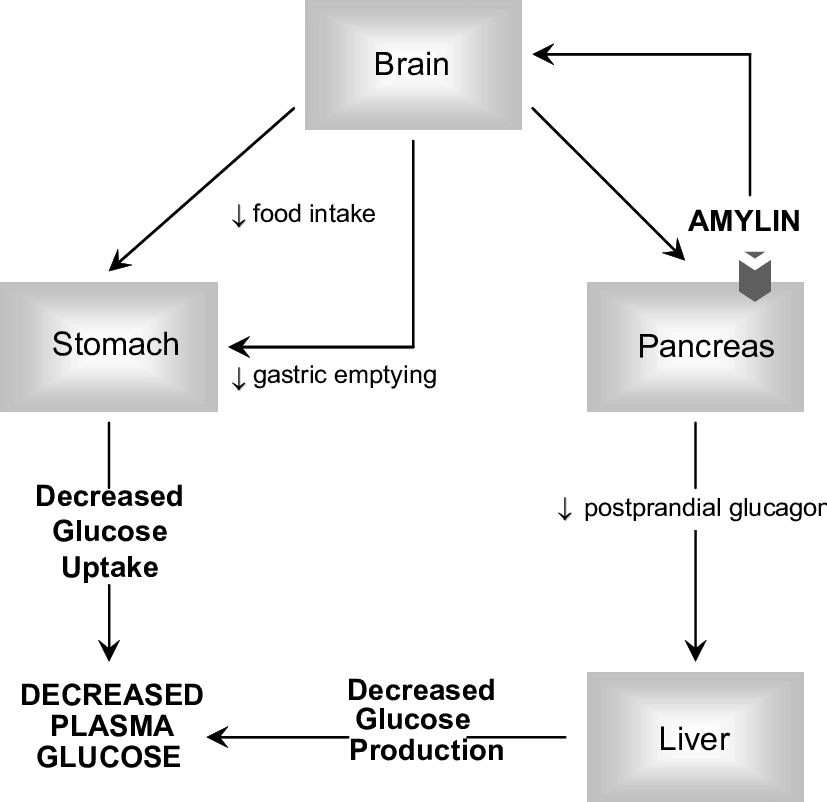 Brain
↓ food intake
AMYLIN
Stomach
Pancreas
↓ gastric emptying
Decreased
Glucose
Uptake
↓ postprandial glucagon
DECREASED
PLASMA
GLUCOSE
Decreased
Glucose
Production
Liver